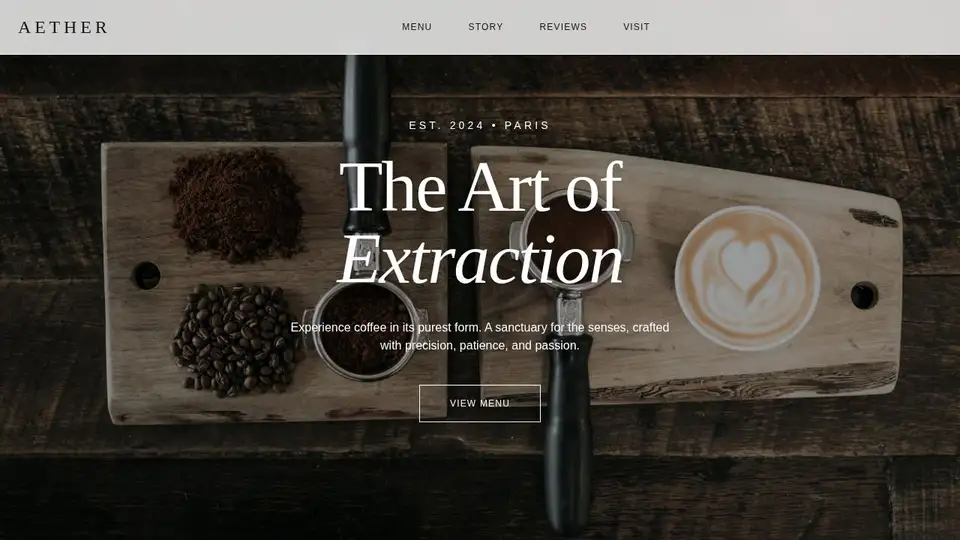 AETHER
MENU STORY REVIEWS VISIT
EST. 2024 • PARIS
The Art of
Extraction
Experience coffee in its purest form. A sanctuary for the senses, crafted
with precision, patience, and passion.
VIEW MENU